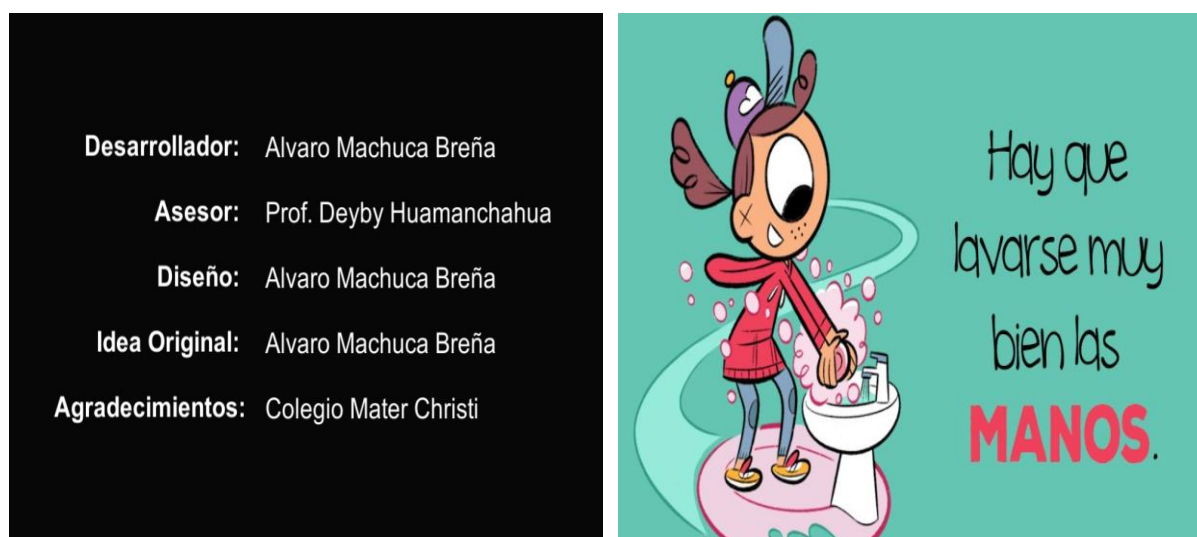 Desarrollador: Alvaro Machuca Breña
Asesor: Prof. Deyby Huamanchahua
Diseño: Alvaro Machuca Breña
Idea Original: Alvaro Machuca Breña
Agradecimientos: Colegio Mater Christi
Hay que
lavarse muy
bien las
MANOS.